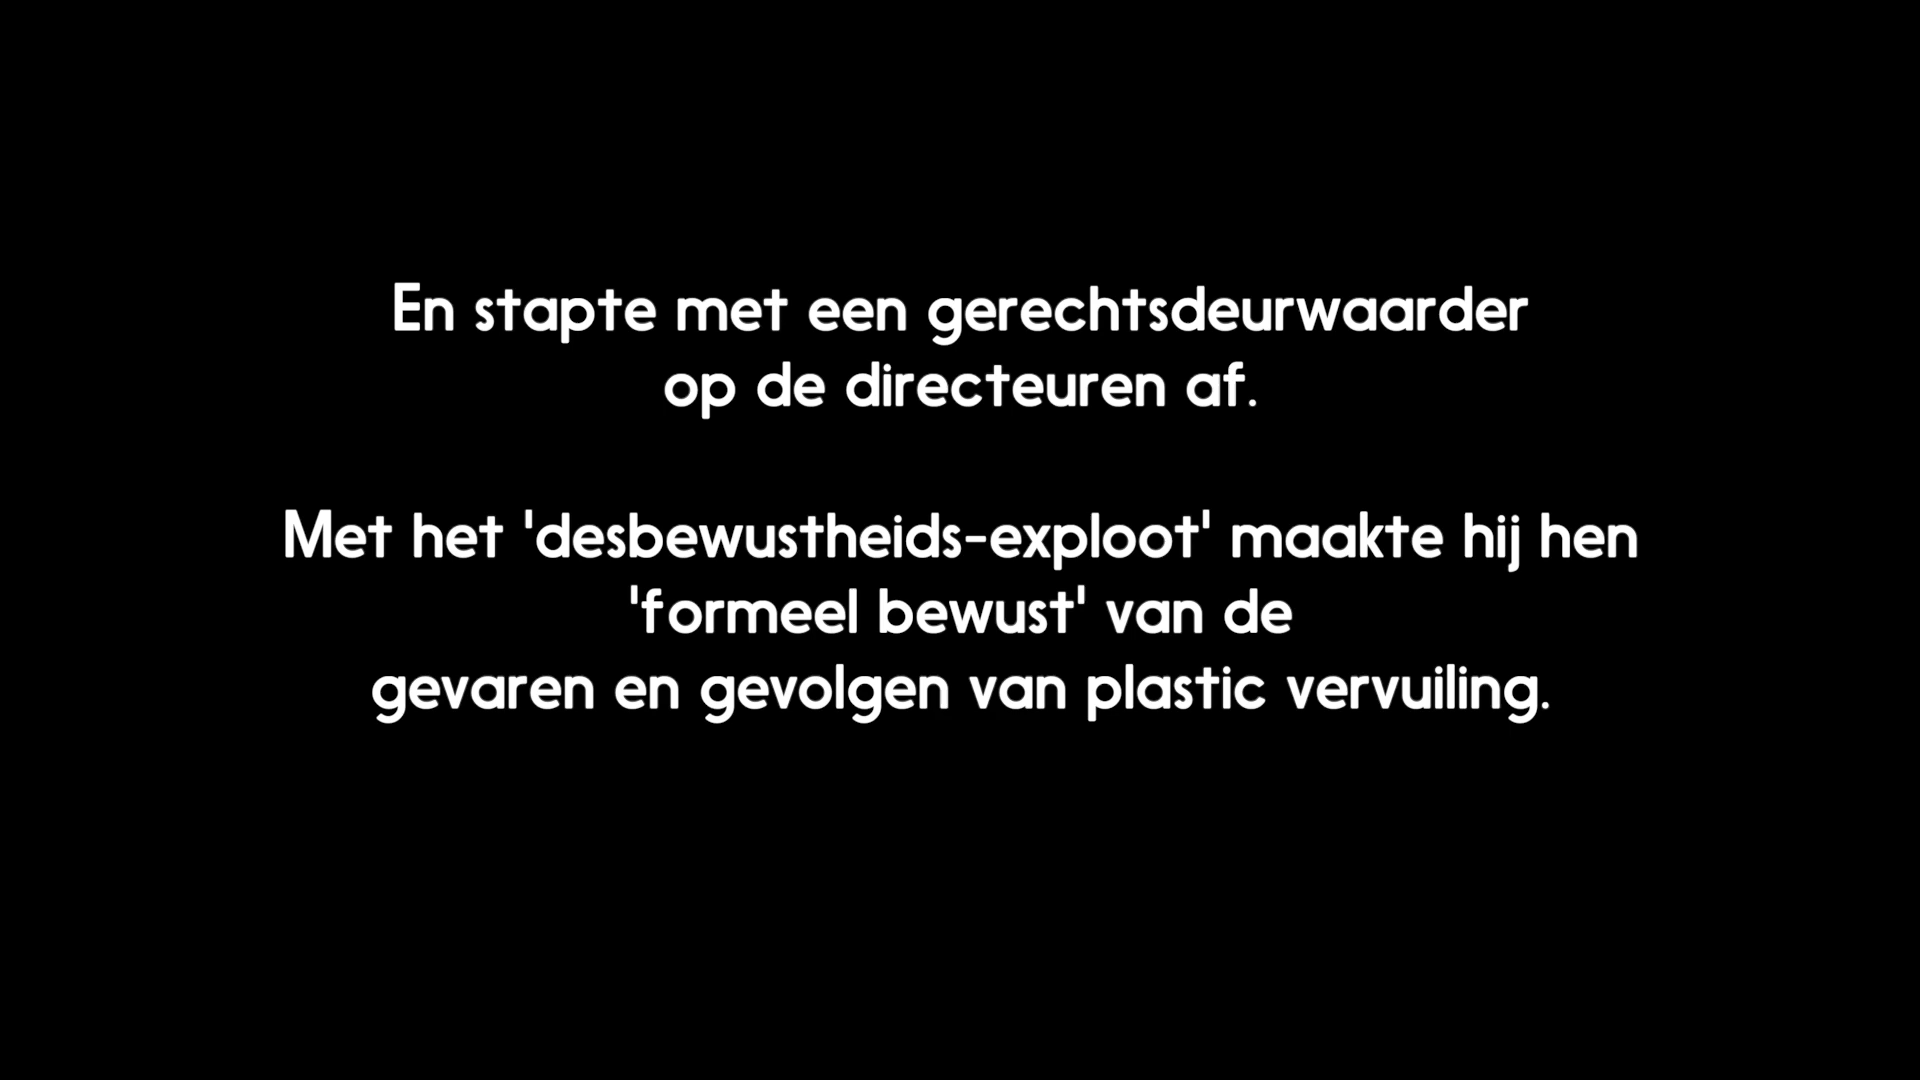 En stapte met een gerechtsdeurwaarder
op de directeuren af.
Met het 'desbewustheids-exploot' maakte hij hen
'formeel bewust' van de
gevaren en gevolgen van plastic vervuiling.